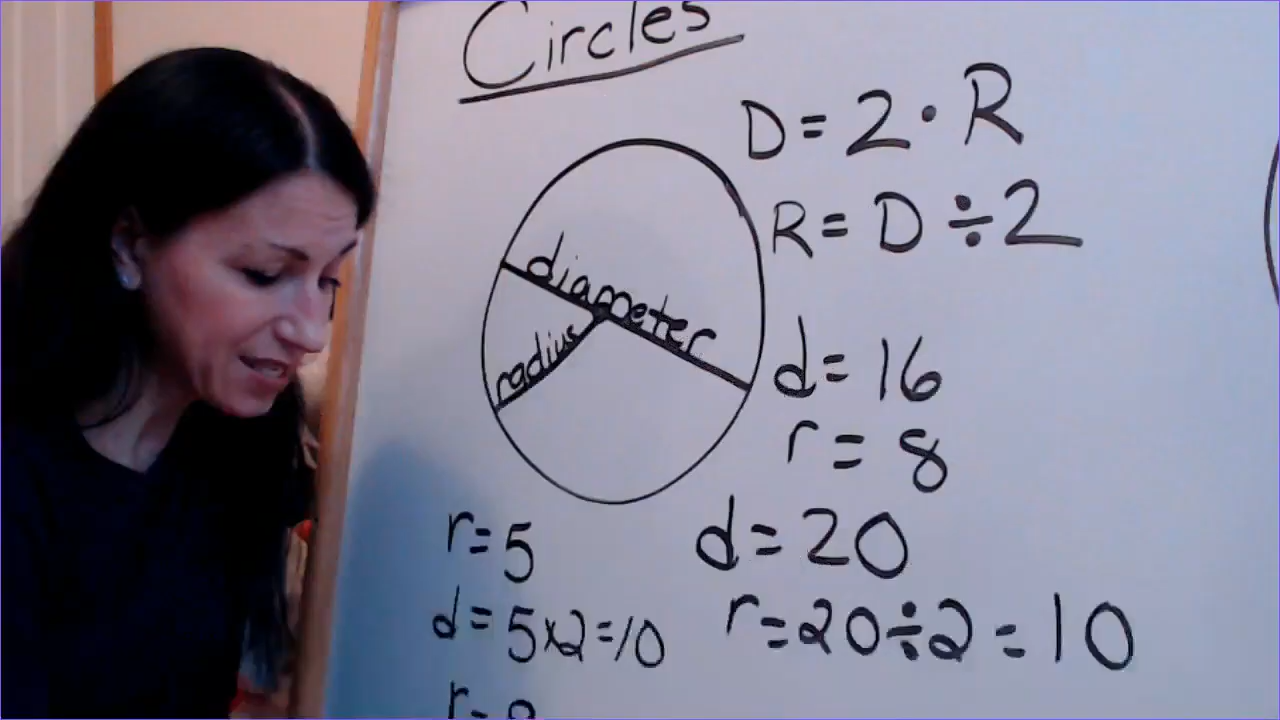 Circles
D = 2 · R
R = D ÷ 2
diameter
radius
d = 16
r = 8
r = 5
d = 5x2 = 10
d = 20
r = 20 ÷ 2 = 10
r =